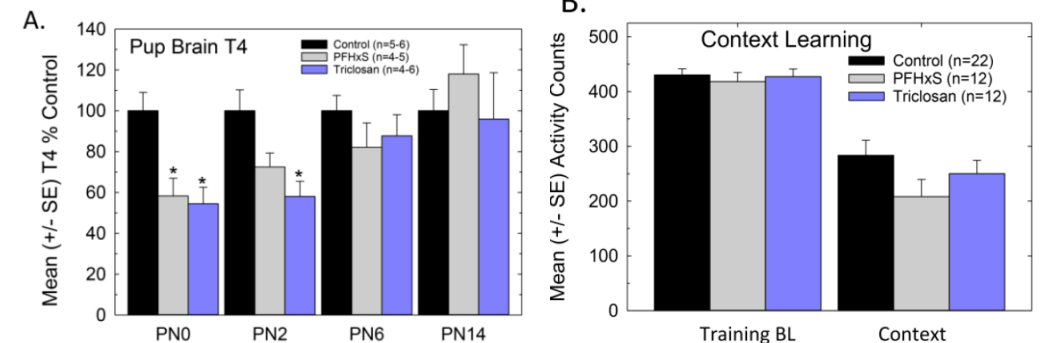 A.
Pup Brain T4
Control (n=5-6)
PFHxS (n=4-5)
Triclosan (n=4-6)
Mean (+/- SE) T4 % Control
140
120
100
80
60
40
20
0
* *
*
PN0 PN2 PN6 PN14
B.
Context Learning
Control (n=22)
PFHxS (n=12)
Triclosan (n=12)
Mean (+/- SE) Activity Counts
500
400
300
200
100
0
Training BL Context